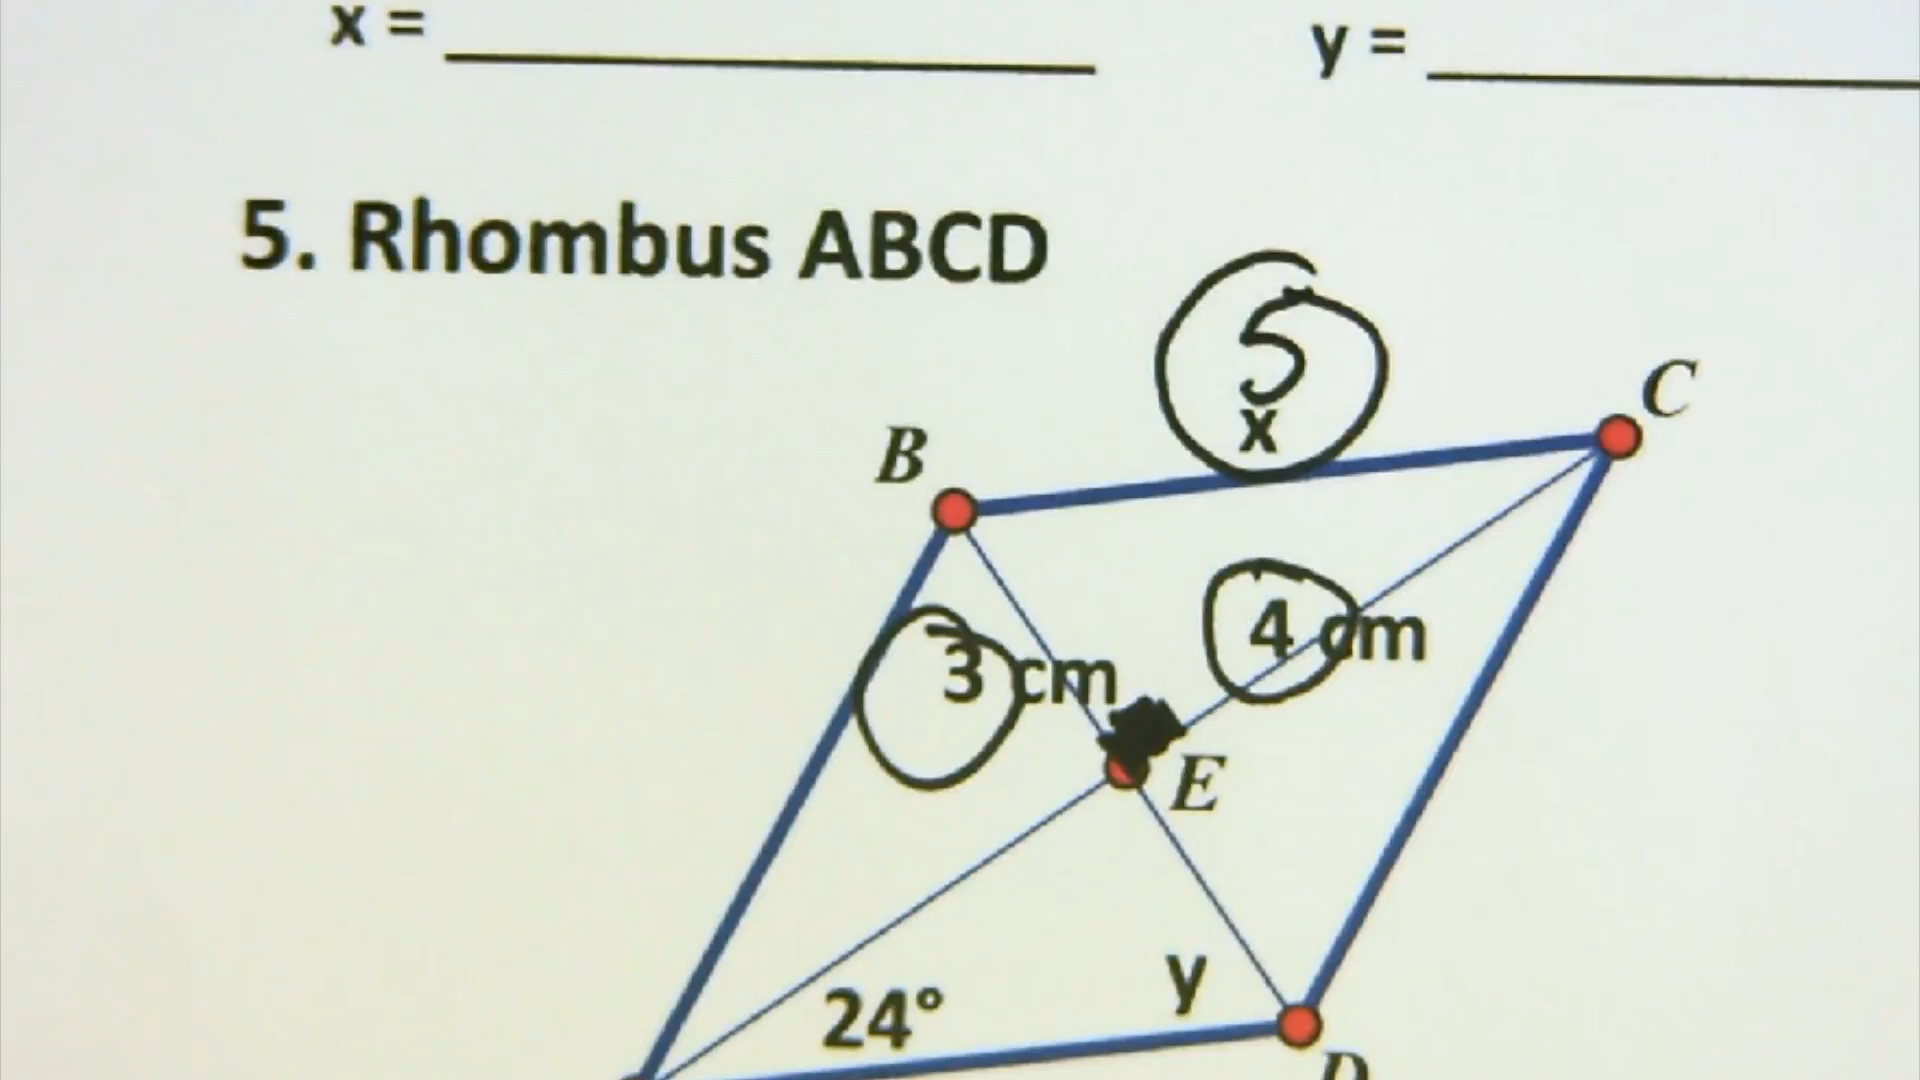 x =
y =
5. Rhombus ABCD
5
C
x
B
4 cm
3 cm
E
y
24°
D